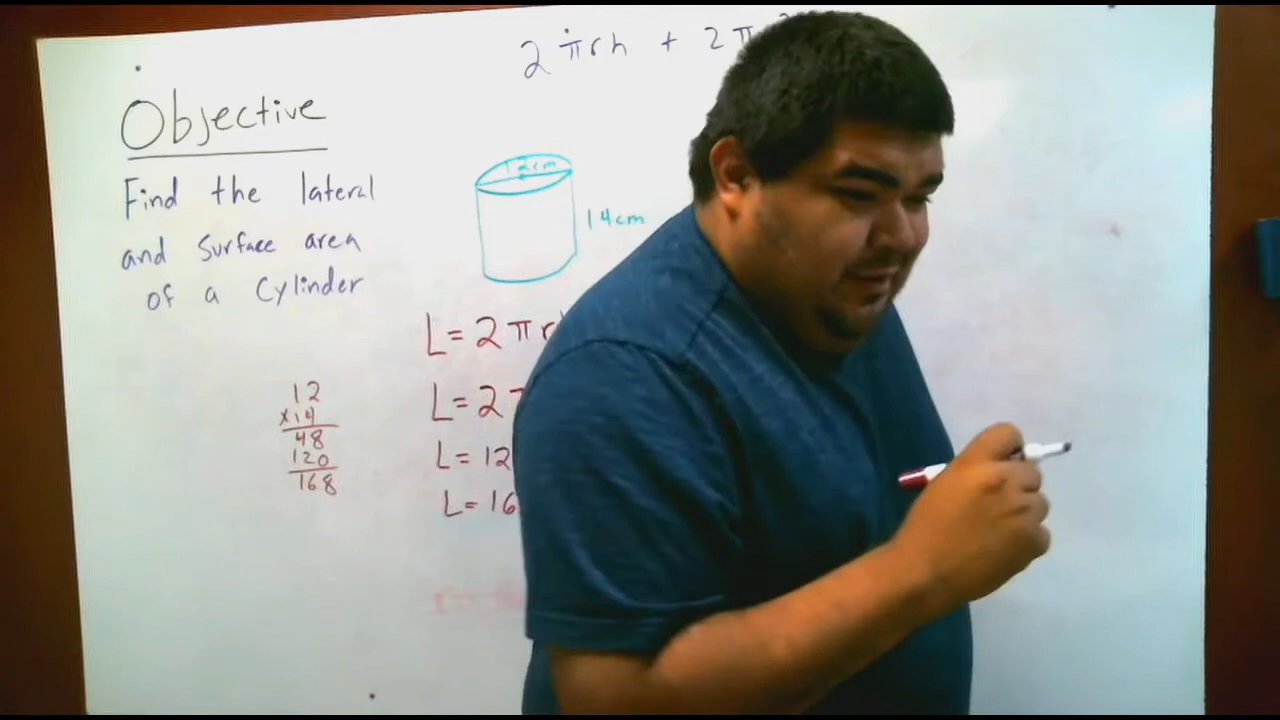 2πrh + 2π
Objective
Find the lateral
and surface area
of a cylinder
12cm
14cm
L=2πr
L=2
L=12
L=16
12
x14
48
120
168